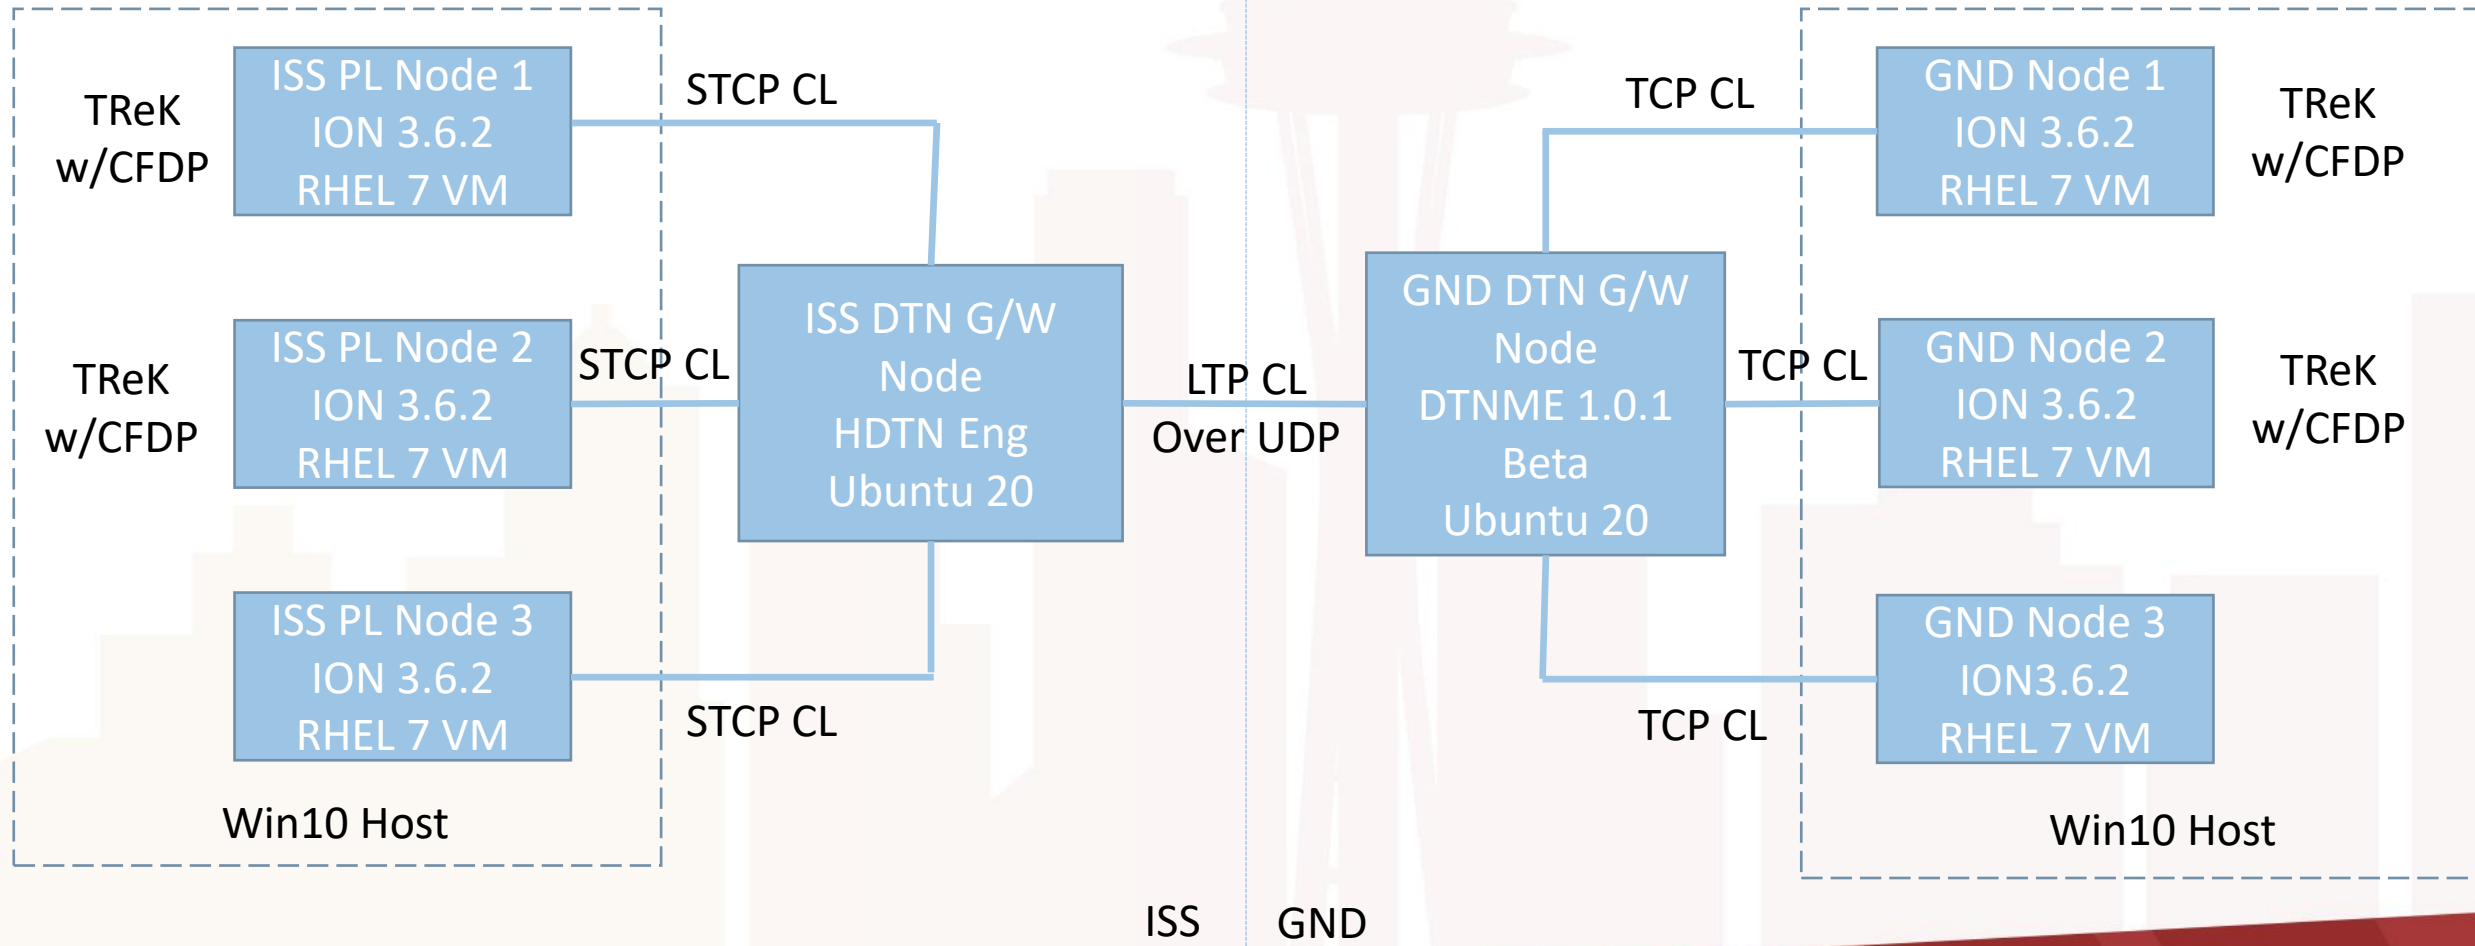 TReK
w/CFDP
ISS PL Node 1
ION 3.6.2
RHEL 7 VM
STCP CL
TReK
w/CFDP
ISS PL Node 2
ION 3.6.2
RHEL 7 VM
STCP CL
ISS PL Node 3
ION 3.6.2
RHEL 7 VM
STCP CL
Win10 Host
ISS DTN G/W
Node
HDTN Eng
Ubuntu 20
LTP CL
Over UDP
ISS
GND
GND DTN G/W
Node
DTNME 1.0.1
Beta
Ubuntu 20
TCP CL
GND Node 1
ION 3.6.2
RHEL 7 VM
TReK
w/CFDP
TCP CL
GND Node 2
ION 3.6.2
RHEL 7 VM
TReK
w/CFDP
TCP CL
GND Node 3
ION3.6.2
RHEL 7 VM
Win10 Host